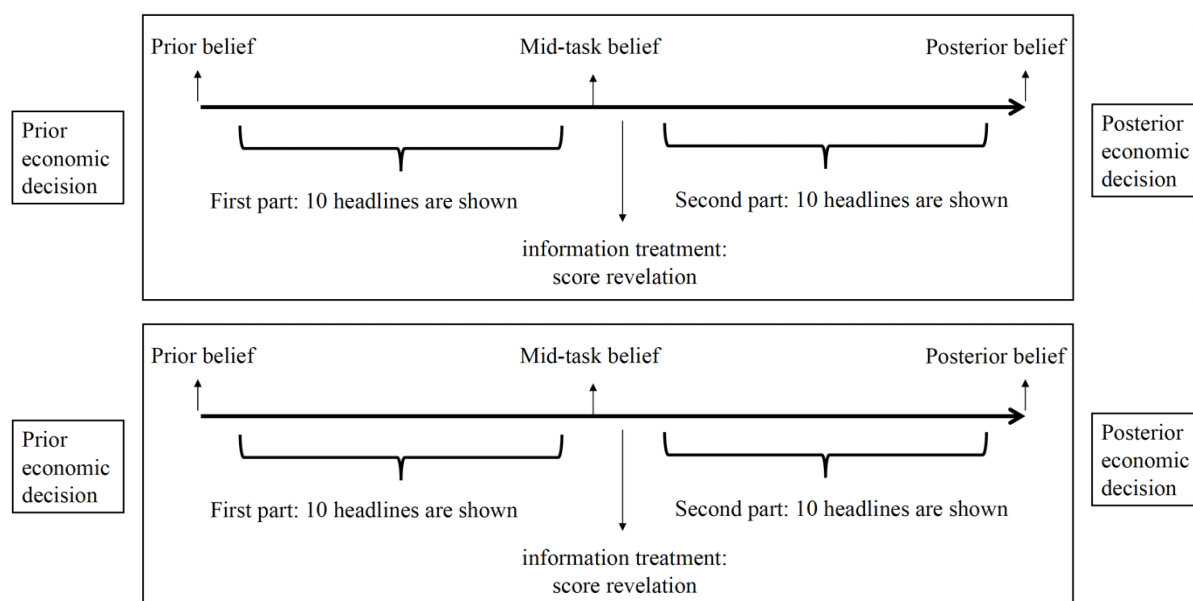 Prior belief
Mid-task belief
Posterior belief
Prior
economic
decision
Posterior
economic
decision
First part: 10 headlines are shown
Second part: 10 headlines are shown
information treatment:
score revelation
Prior belief
Mid-task belief
Posterior belief
Prior
economic
decision
Posterior
economic
decision
First part: 10 headlines are shown
Second part: 10 headlines are shown
information treatment:
score revelation